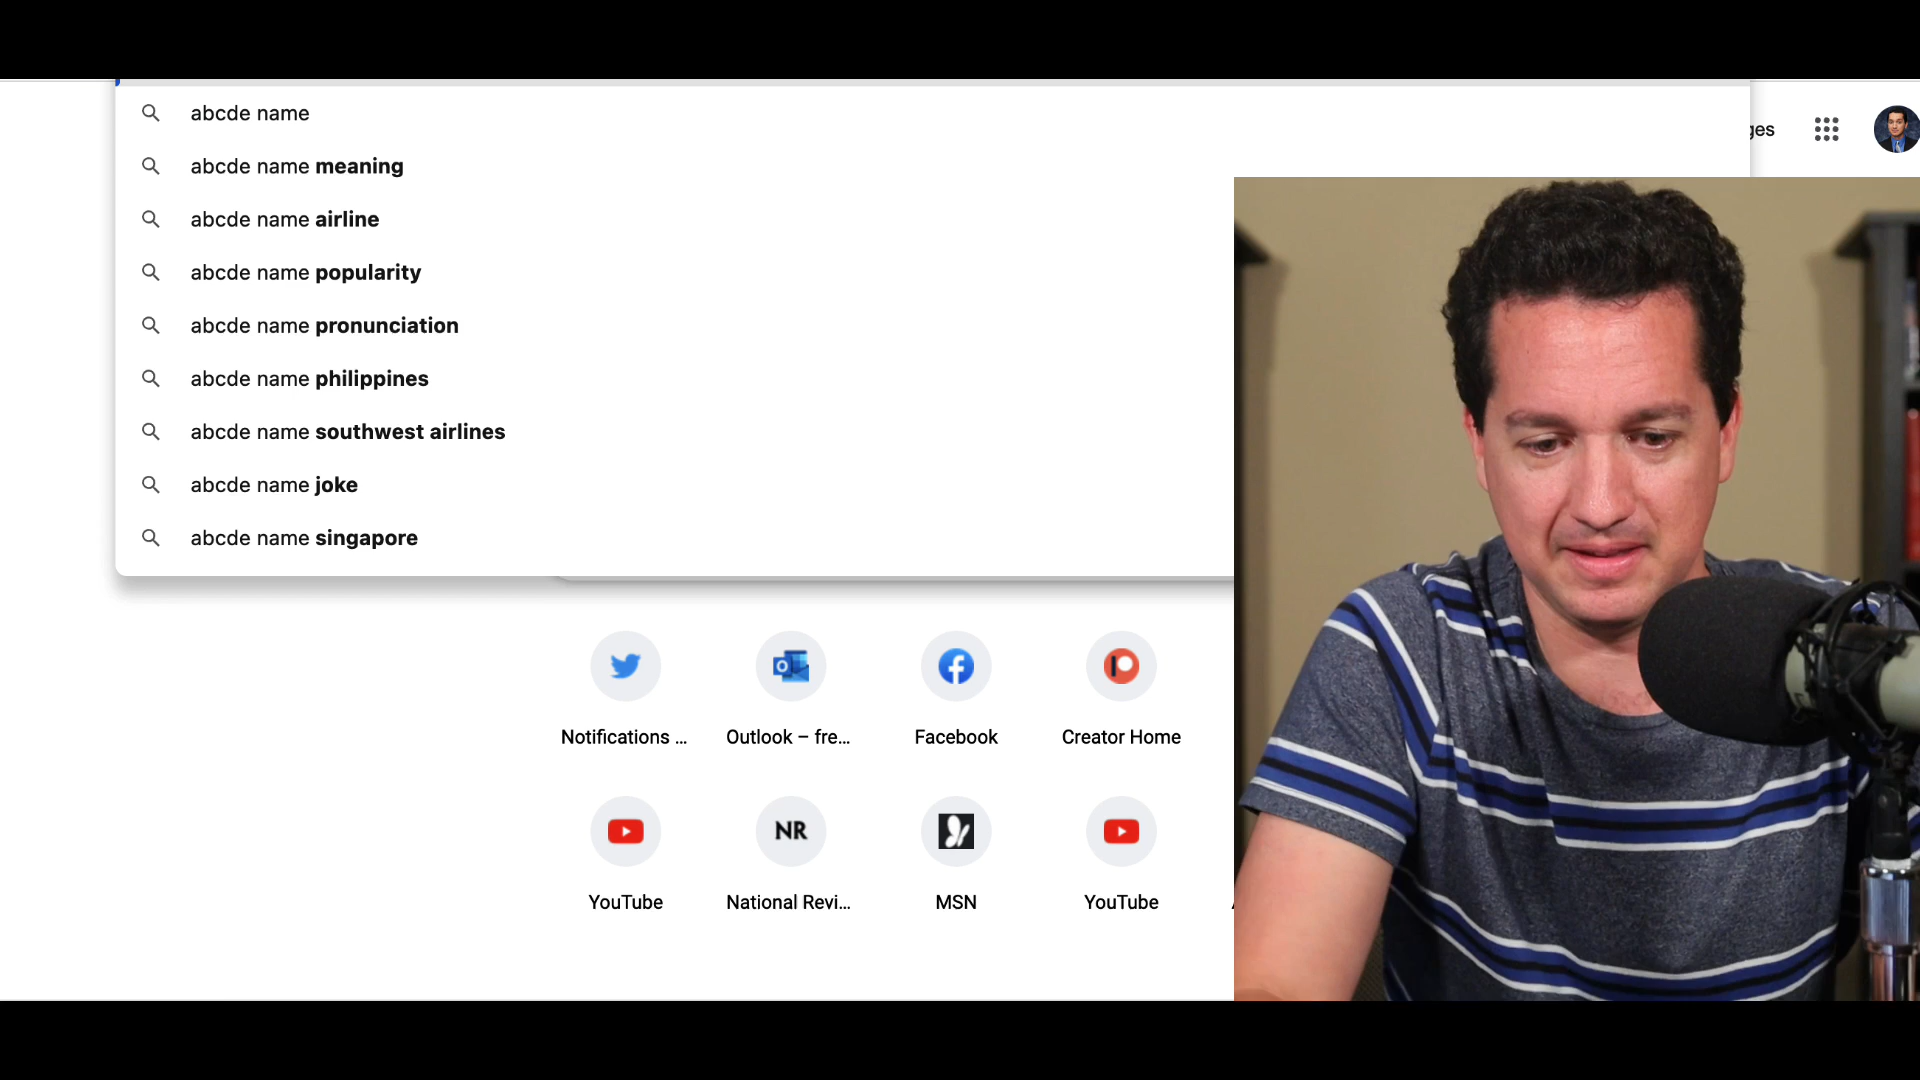 abcde name
abcde name meaning
abcde name airline
abcde name popularity
abcde name pronunciation
abcde name philippines
abcde name southwest airlines
abcde name joke
abcde name singapore
ges
Notifications ...
Outlook – fre...
Facebook
Creator Home
NR
YouTube
National Revi...
MSN
YouTube